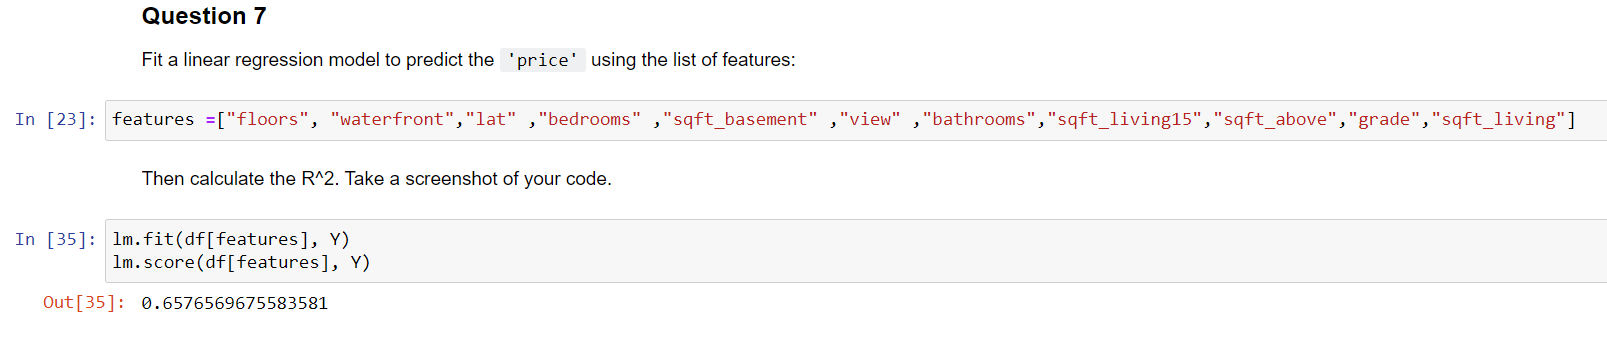 Question 7
Fit a linear regression model to predict the 'price' using the list of features:
In [23]: features =["floors", "waterfront","lat" ,"bedrooms" ,"sqft_basement" ,"view" ,"bathrooms","sqft_living15","sqft_above","grade","sqft_living"]
Then calculate the R^2. Take a screenshot of your code.
In [35]: lm.fit(df[features], Y)
lm.score(df[features], Y)
Out[35]: 0.6576569675583581